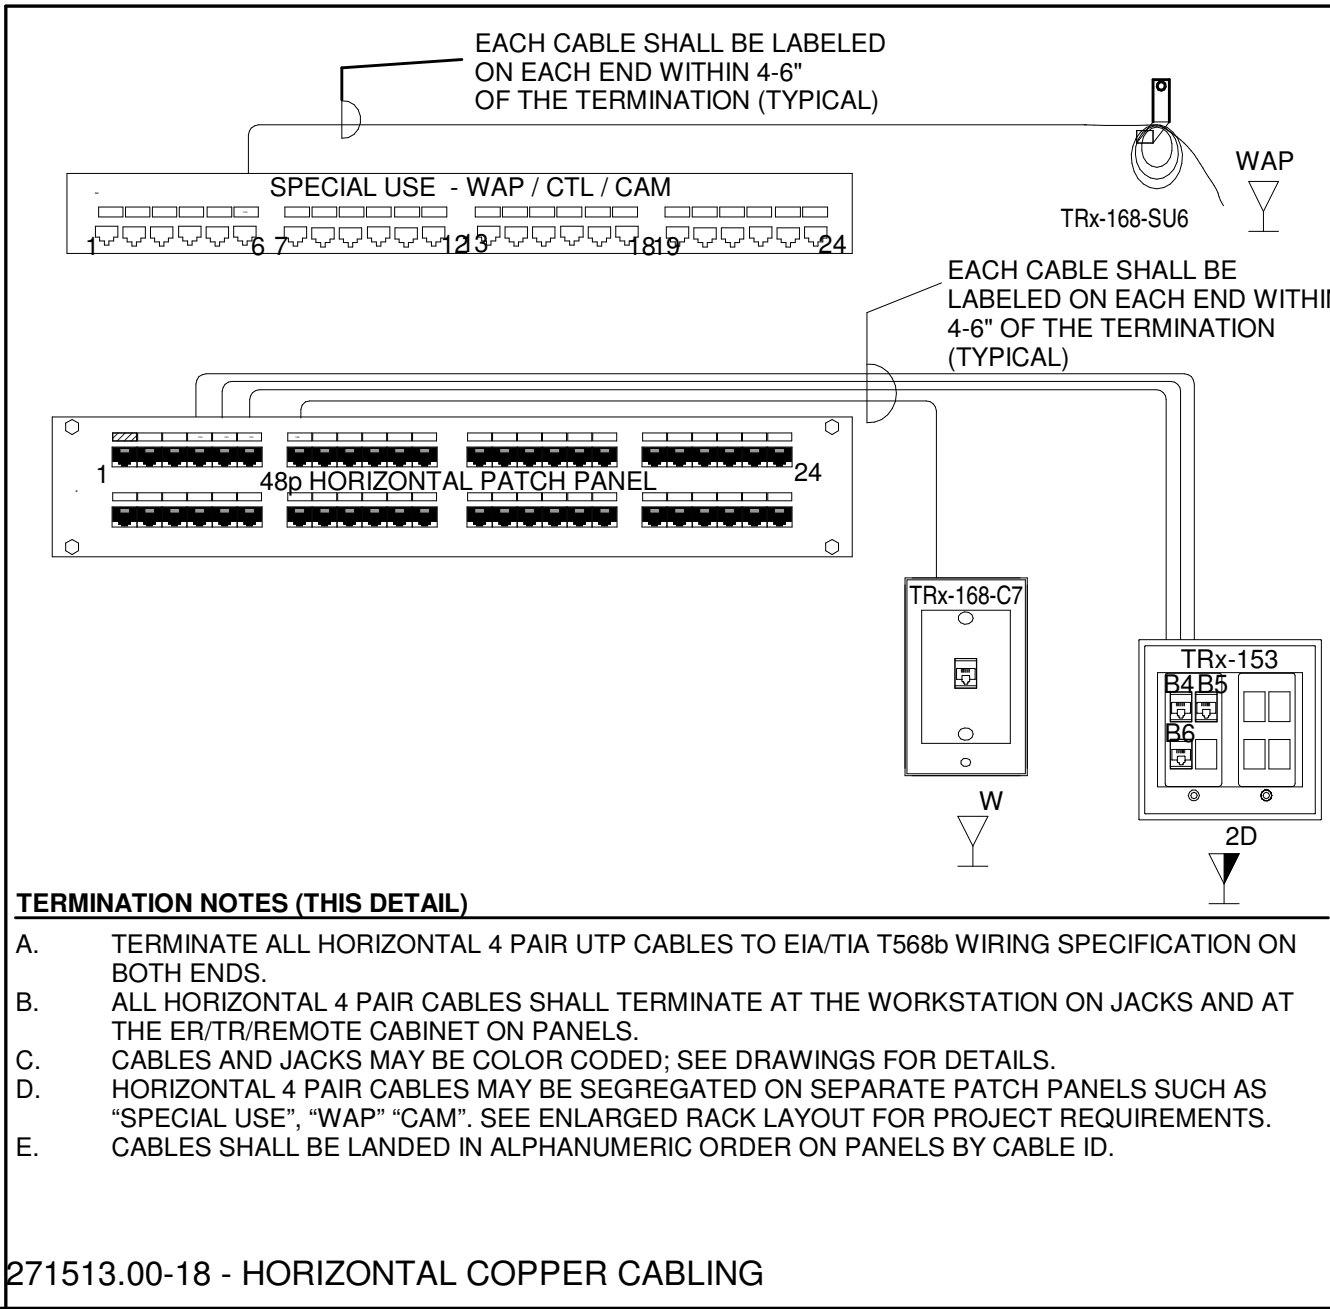 EACH CABLE SHALL BE LABELED
ON EACH END WITHIN 4-6"
OF THE TERMINATION (TYPICAL)
WAP
SPECIAL USE - WAP / CTL / CAM
TRx-168-SU6
1 6 7 12 13 18 19 24
EACH CABLE SHALL BE
LABELED ON EACH END WITHIN
4-6" OF THE TERMINATION
(TYPICAL)
1 24
48p HORIZONTAL PATCH PANEL
TRx-168-C7
TRx-153
B4 B5
B6
W
2D
TERMINATION NOTES (THIS DETAIL)
A. TERMINATE ALL HORIZONTAL 4 PAIR UTP CABLES TO EIA/TIA T568b WIRING SPECIFICATION ON
BOTH ENDS.
B. ALL HORIZONTAL 4 PAIR CABLES SHALL TERMINATE AT THE WORKSTATION ON JACKS AND AT
THE ER/TR/REMOTE CABINET ON PANELS.
C. CABLES AND JACKS MAY BE COLOR CODED; SEE DRAWINGS FOR DETAILS.
D. HORIZONTAL 4 PAIR CABLES MAY BE SEGREGATED ON SEPARATE PATCH PANELS SUCH AS
“SPECIAL USE”, “WAP” “CAM”. SEE ENLARGED RACK LAYOUT FOR PROJECT REQUIREMENTS.
E. CABLES SHALL BE LANDED IN ALPHANUMERIC ORDER ON PANELS BY CABLE ID.
271513.00-18 - HORIZONTAL COPPER CABLING